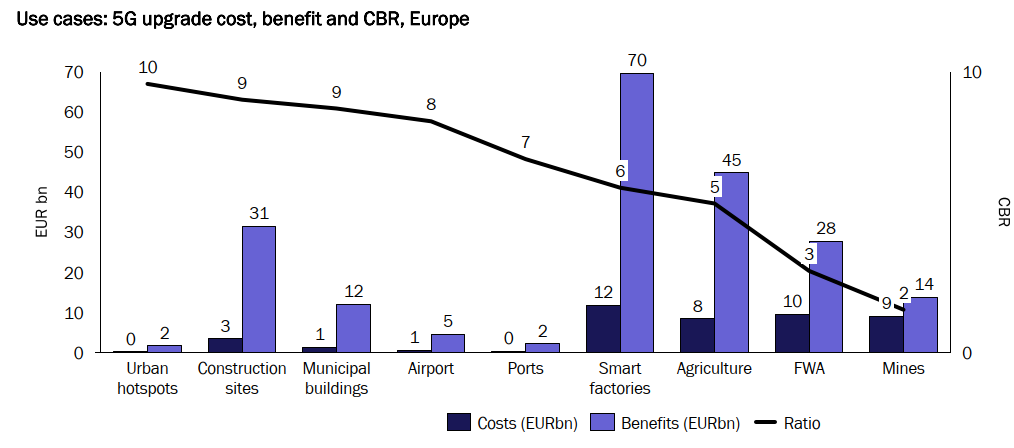 Use cases: 5G upgrade cost, benefit and CBR, Europe
10
9
9
8
7
6
5
3
2
70
60
50
40
30
20
10
0
EUR bn
10
0
CBR
0 2
3 31
1 12
1 5
0 2
12 70
8 45
10 28
9 14
Urban
hotspots
Construction
sites
Municipal
buildings
Airport
Ports
Smart
factories
Agriculture
FWA
Mines
Costs (EURbn) Benefits (EURbn) Ratio